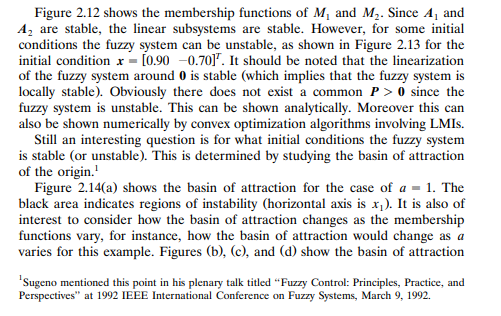 Figure 2.12 shows the membership functions of M₁ and M₂. Since A₁ and
A₂ are stable, the linear subsystems are stable. However, for some initial
conditions the fuzzy system can be unstable, as shown in Figure 2.13 for the
initial condition x = [0.90 −0.70]ᵀ. It should be noted that the linearization
of the fuzzy system around 0 is stable (which implies that the fuzzy system is
locally stable). Obviously there does not exist a common P > 0 since the
fuzzy system is unstable. This can be shown analytically. Moreover this can
also be shown numerically by convex optimization algorithms involving LMIs.
Still an interesting question is for what initial conditions the fuzzy system
is stable (or unstable). This is determined by studying the basin of attraction
of the origin.¹
Figure 2.14(a) shows the basin of attraction for the case of a = 1. The
black area indicates regions of instability (horizontal axis is x₁). It is also of
interest to consider how the basin of attraction changes as the membership
functions vary, for instance, how the basin of attraction would change as a
varies for this example. Figures (b), (c), and (d) show the basin of attraction
¹Sugeno mentioned this point in his plenary talk titled “Fuzzy Control: Principles, Practice, and
Perspectives” at 1992 IEEE International Conference on Fuzzy Systems, March 9, 1992.